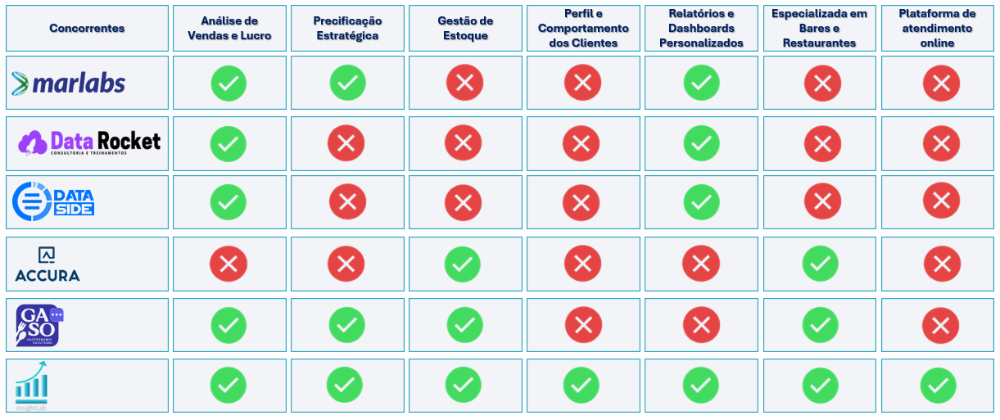 Concorrentes
Análise de
Vendas e Lucro
Precificação
Estratégica
Gestão de
Estoque
Perfil e
Comportamento
dos Clientes
Relatórios e
Dashboards
Personalizados
Especializada em
Bares e
Restaurantes
Plataforma de
atendimento
online
marlabs
Data Rocket
CONSULTORIA E TREINAMENTOS
DATA
SIDE
ACCURA
GA
SO
GASTRONOMIC
SOLUTIONS
InsightLab